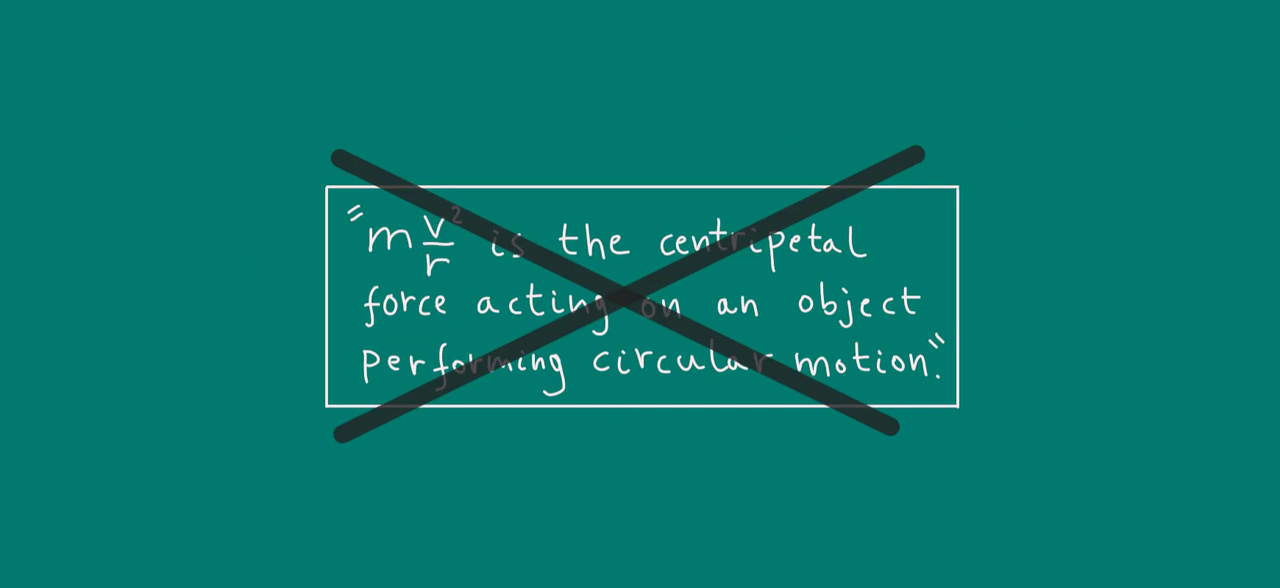 "m v²/r is the centripetal
force acting on an object
performing circular motion."